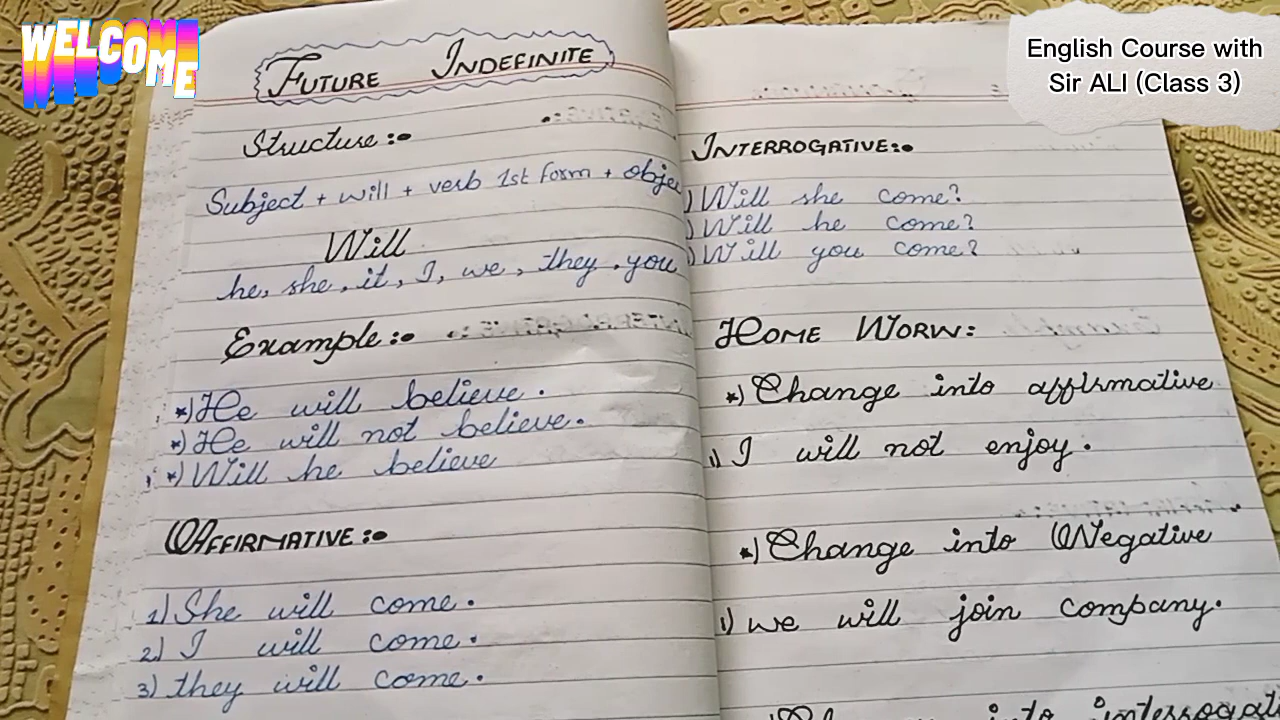 WELCOME
English Course with
Sir ALI (Class 3)
FUTURE INDEFINITE
Structure:
Subject + will + verb 1st form + objec
Will
he, she, it, I, we, they, you
Example:
*) He will believe.
*) He will not believe.
*) Will he believe
AFFIRMATIVE:
1) She will come.
2) I will come.
3) they will come.
INTERROGATIVE:
) Will she come?
) Will he come?
) Will you come?
HOME WORK:
*) Change into affirmative
1) I will not enjoy.
*) Change into Negative
1) we will join company.
into interrogati